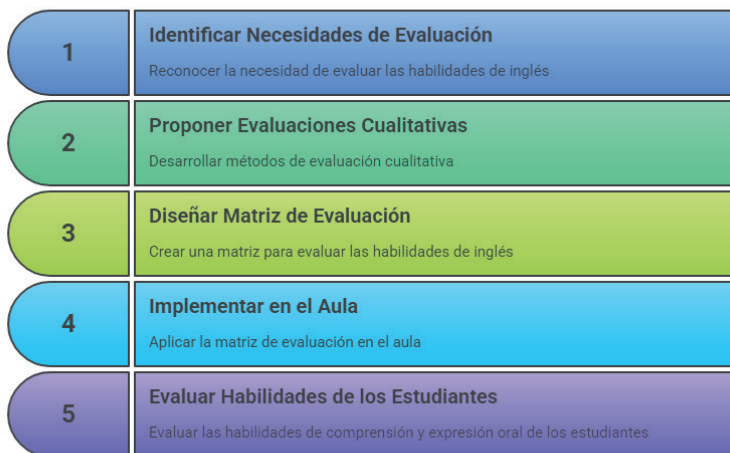 1
Identificar Necesidades de Evaluación
Reconocer la necesidad de evaluar las habilidades de inglés
2
Proponer Evaluaciones Cualitativas
Desarrollar métodos de evaluación cualitativa
3
Diseñar Matriz de Evaluación
Crear una matriz para evaluar las habilidades de inglés
4
Implementar en el Aula
Aplicar la matriz de evaluación en el aula
5
Evaluar Habilidades de los Estudiantes
Evaluar las habilidades de comprensión y expresión oral de los estudiantes